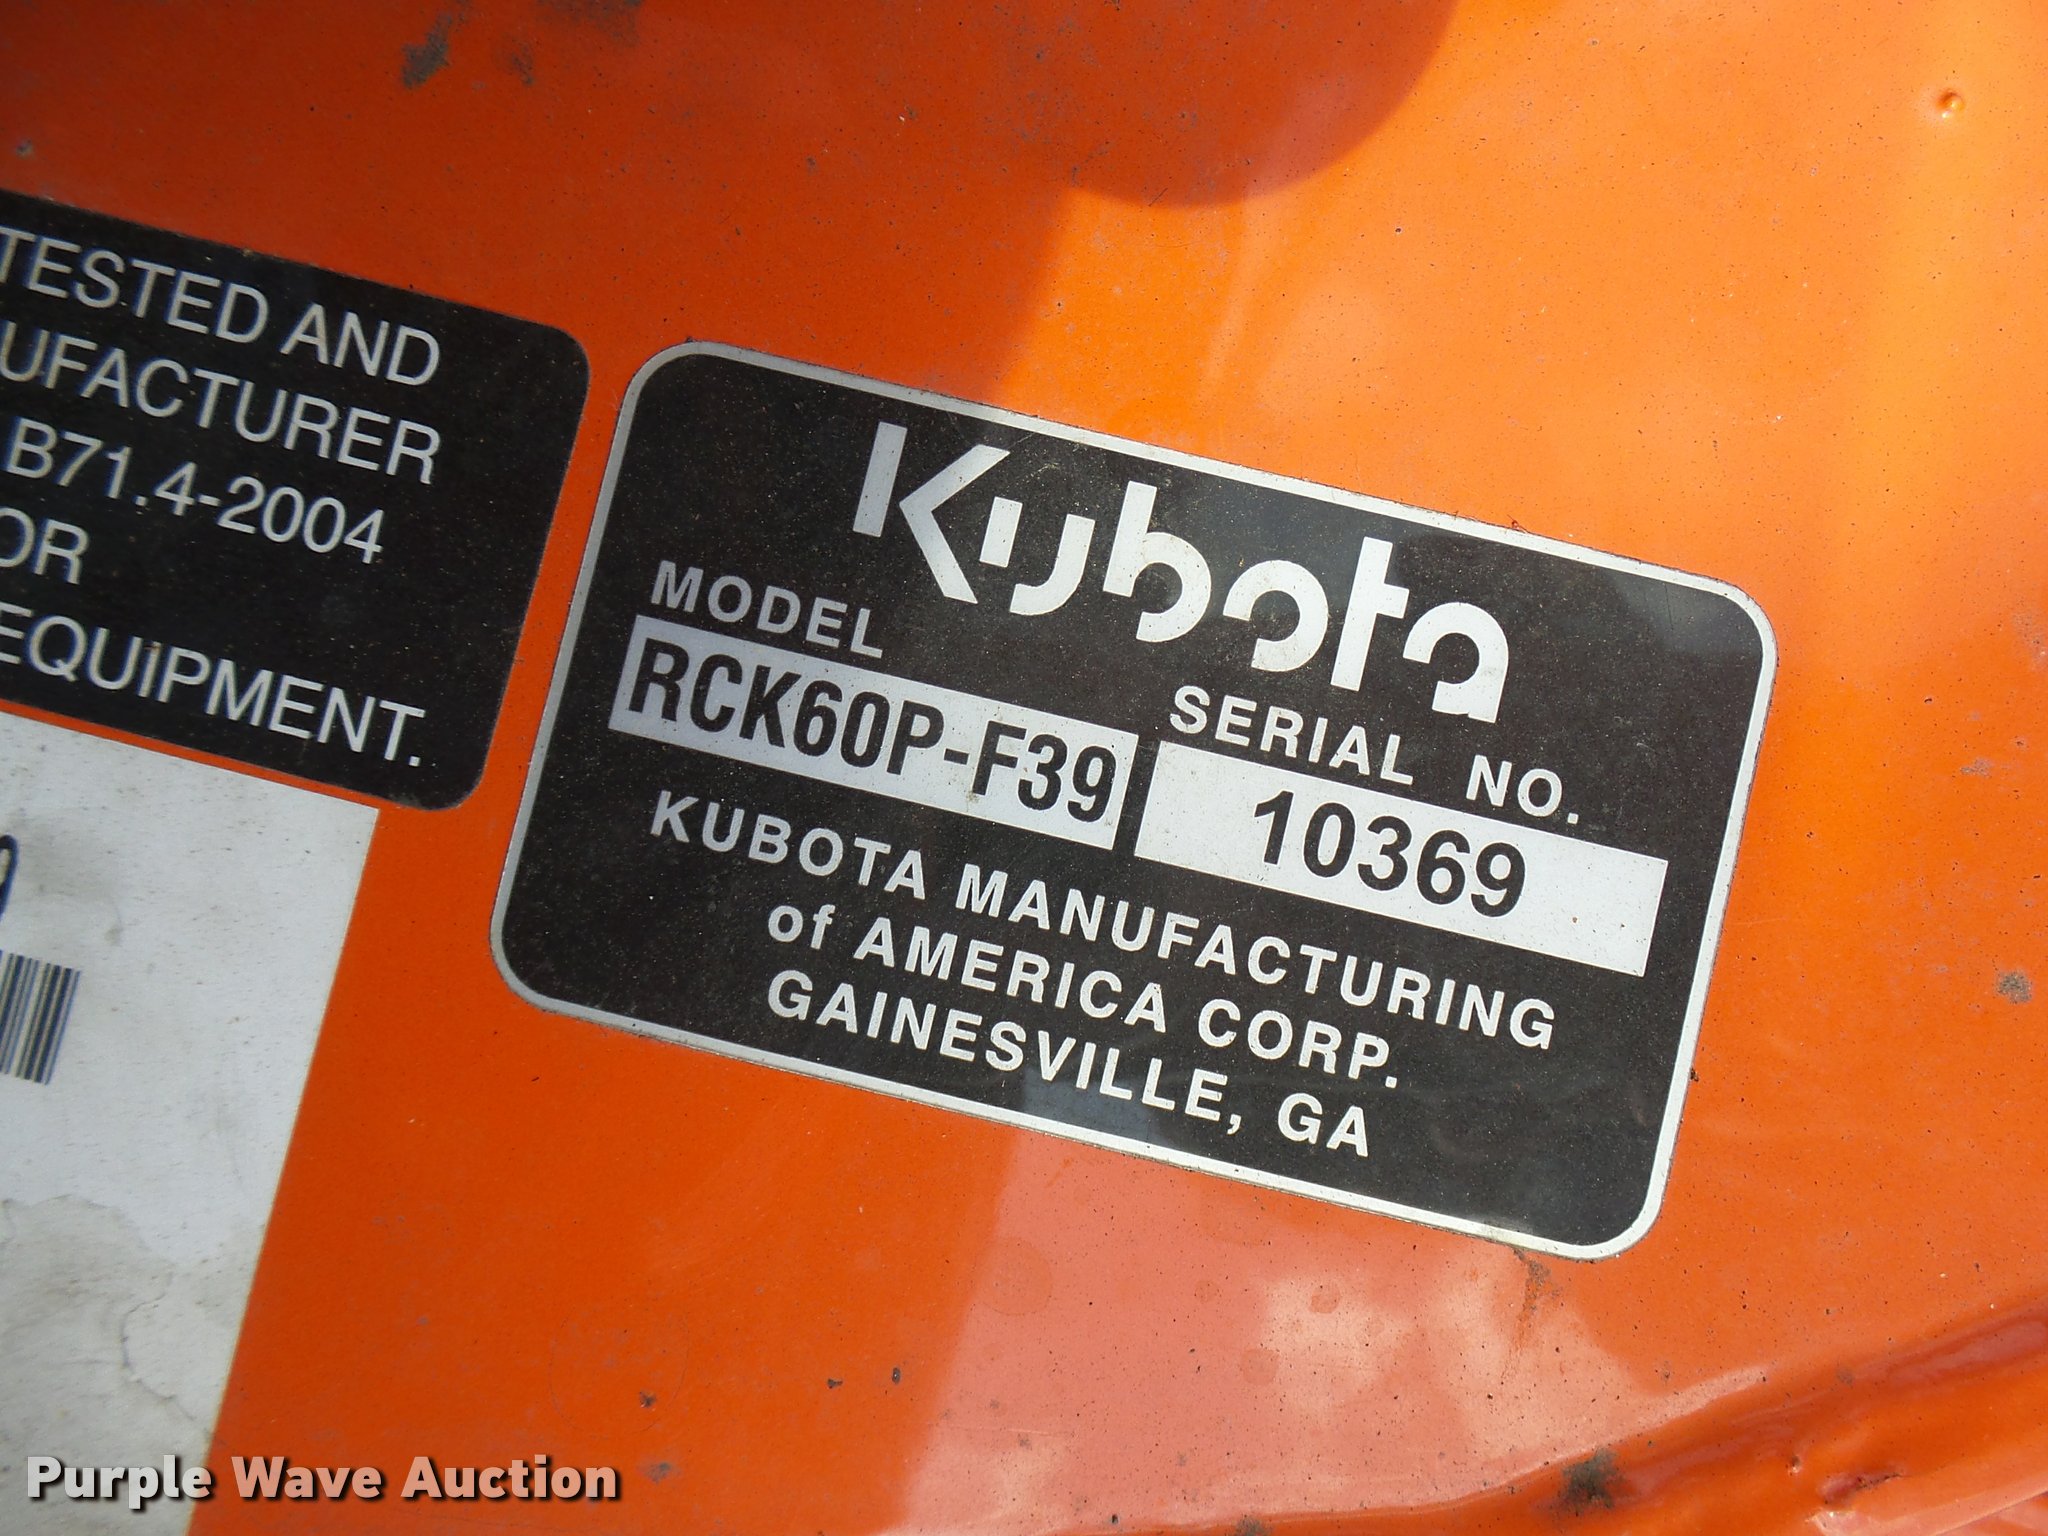 TESTED AND
UFACTURER
B71.4-2004
OR
EQUIPMENT.
Kubota
MODEL
SERIAL NO.
RCK60P-F39
10369
KUBOTA MANUFACTURING
of AMERICA CORP.
GAINESVILLE, GA
Purple Wave Auction